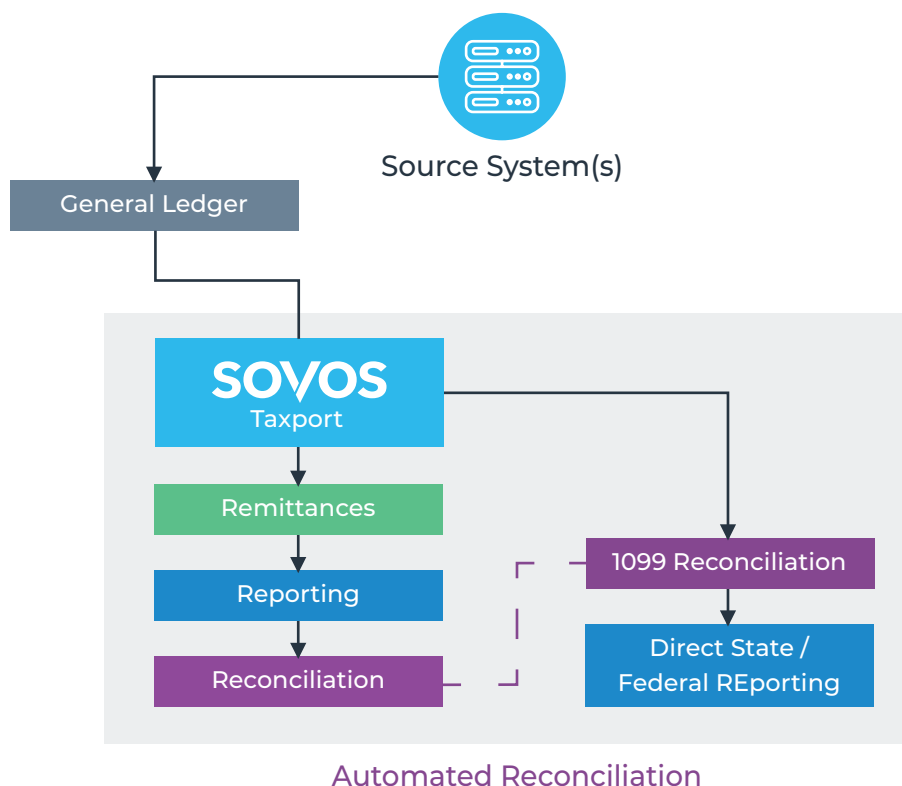 Source System(s)
General Ledger
SOVOS
Taxport
Remittances
Reporting
Reconciliation
1099 Reconciliation
Direct State /
Federal REporting
Automated Reconciliation